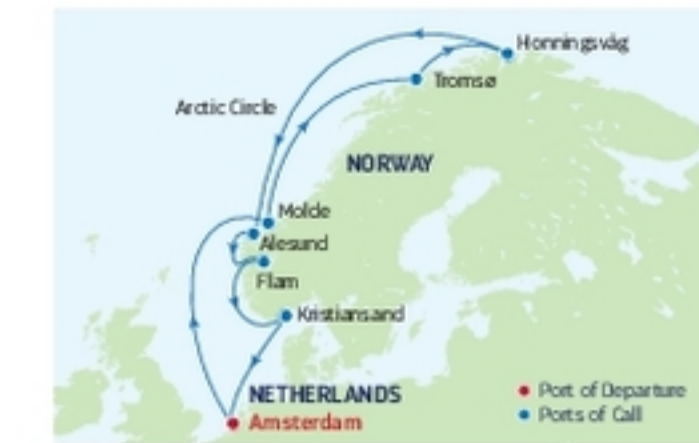 Honningsvåg
Tromsø
Arctic Circle
NORWAY
Molde
Alesund
Flam
Kristiansand
NETHERLANDS
Amsterdam
Port of Departure
Ports of Call